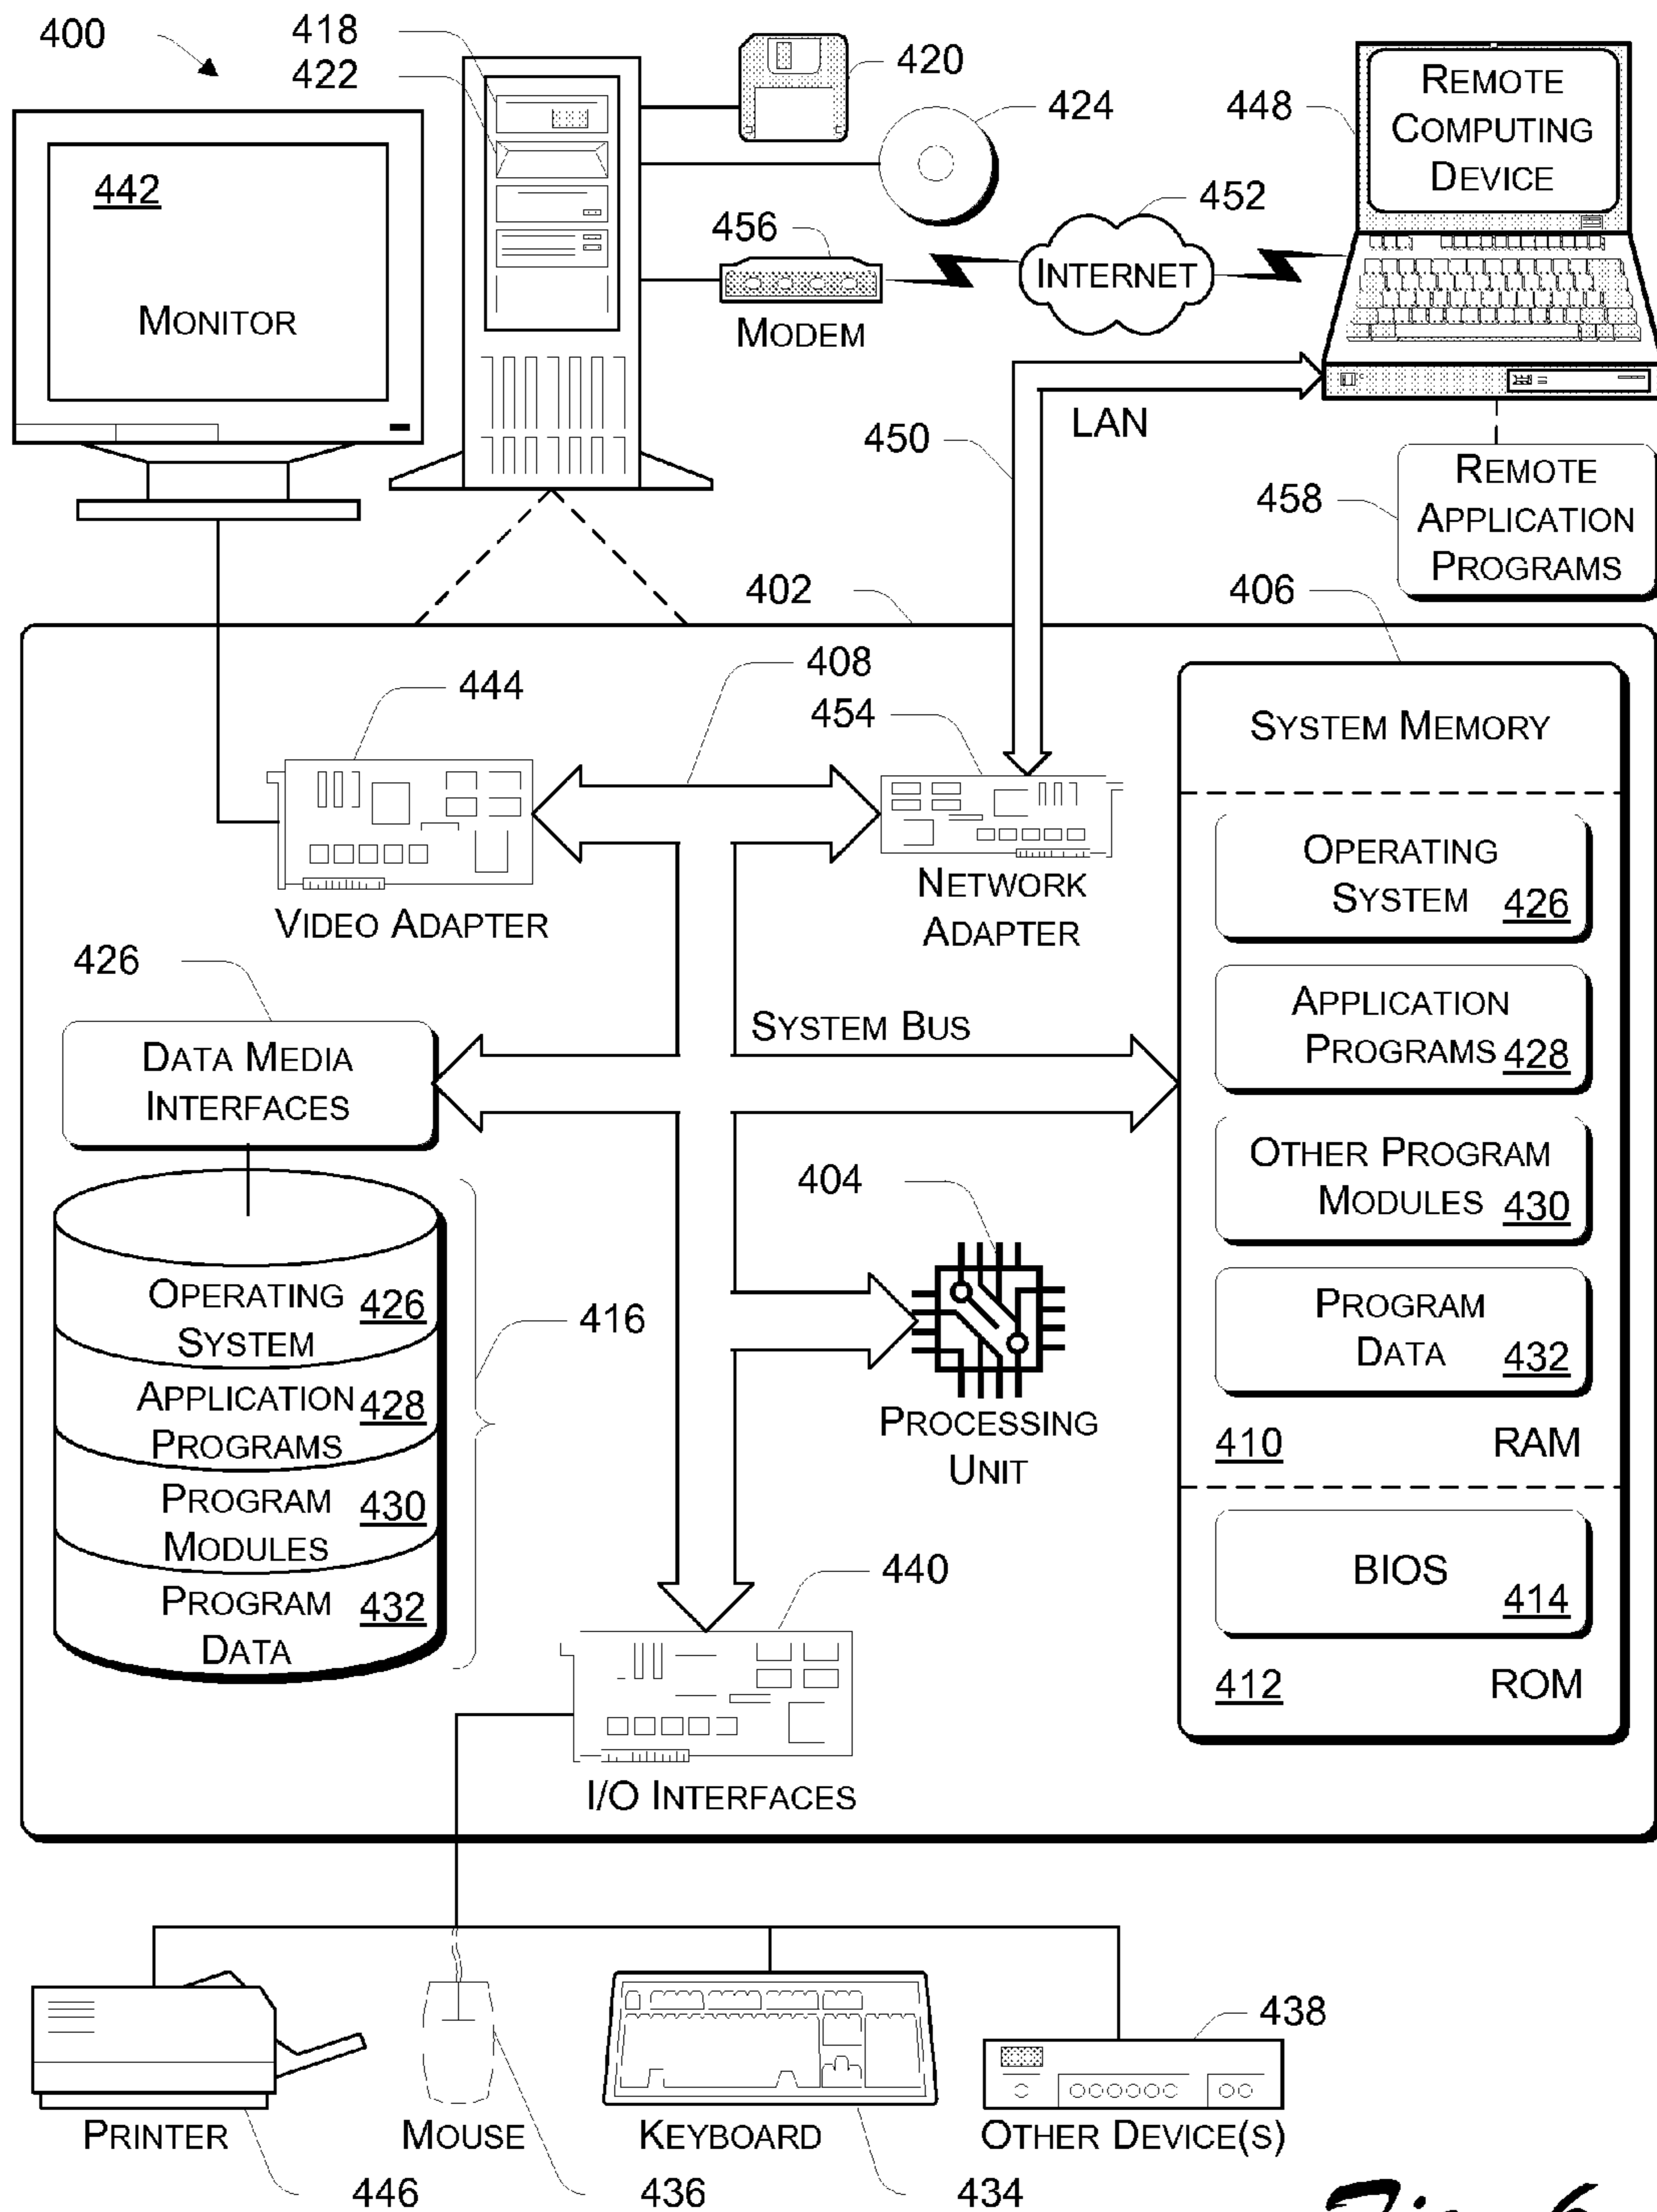 400
418
422
420
424
448
REMOTE
COMPUTING
DEVICE
442
MONITOR
456
MODEM
452
INTERNET
LAN
450
458
REMOTE
APPLICATION
PROGRAMS
402
406
408
444
454
VIDEO ADAPTER
NETWORK
ADAPTER
SYSTEM MEMORY
OPERATING
SYSTEM 426
APPLICATION
PROGRAMS 428
OTHER PROGRAM
MODULES 430
PROGRAM
DATA 432
410 RAM
BIOS
414
412 ROM
426
DATA MEDIA
INTERFACES
SYSTEM BUS
404
PROCESSING
UNIT
OPERATING 426
SYSTEM
APPLICATION 428
PROGRAMS
PROGRAM 430
MODULES
PROGRAM 432
DATA
416
440
I/O INTERFACES
438
PRINTER
MOUSE
KEYBOARD
OTHER DEVICE(S)
446
436
434